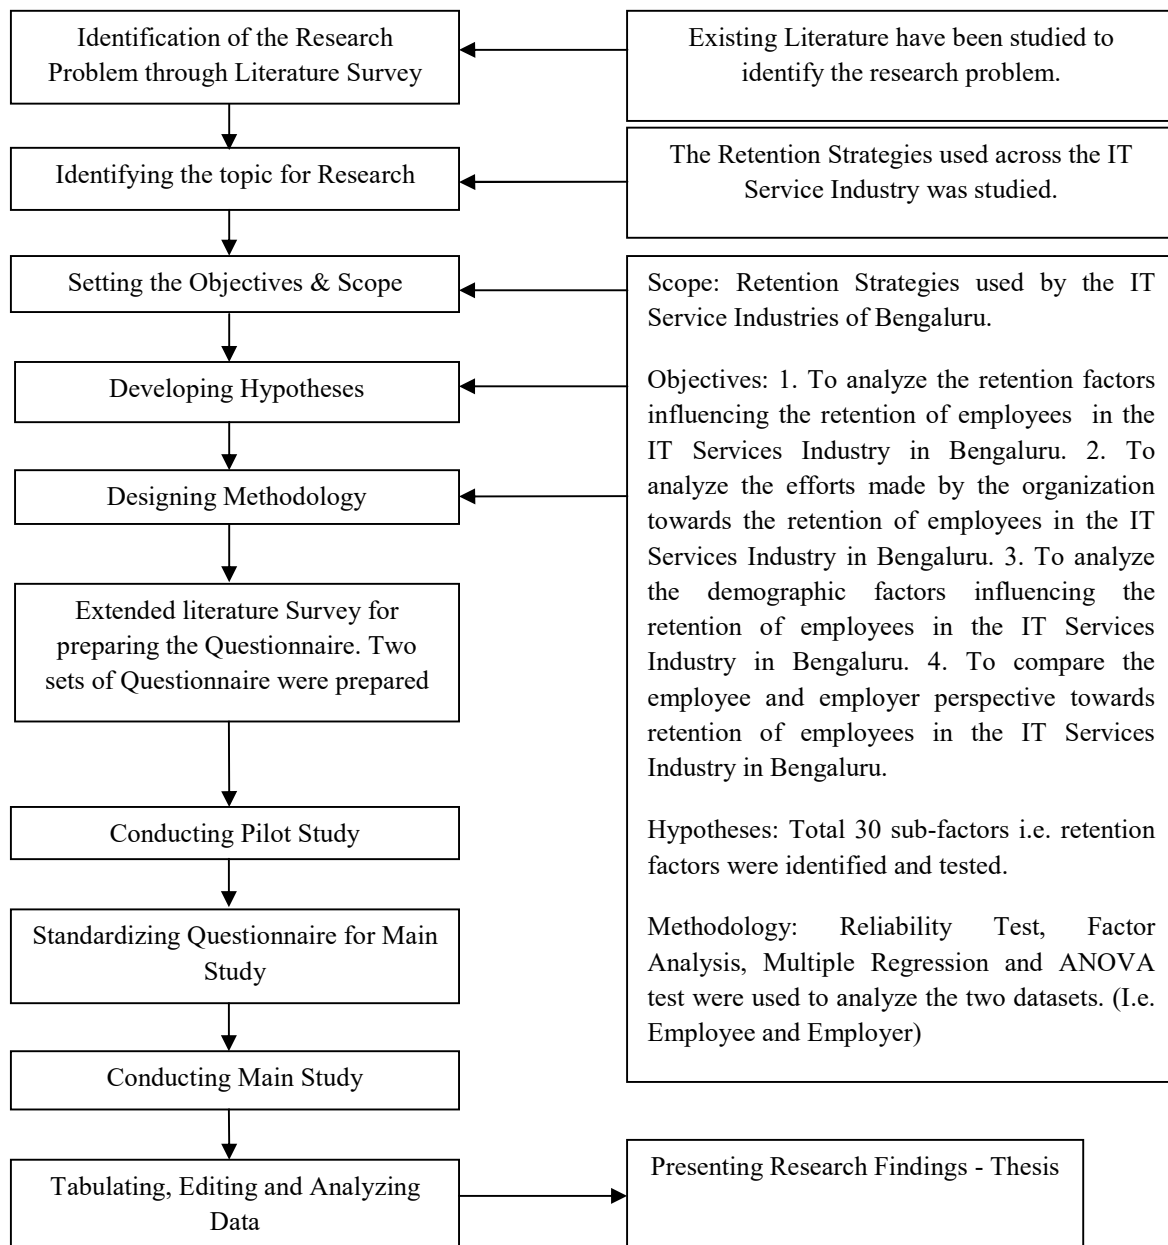 Identification of the Research
Problem through Literature Survey
Existing Literature have been studied to
identify the research problem.
Identifying the topic for Research
The Retention Strategies used across the IT
Service Industry was studied.
Setting the Objectives & Scope
Developing Hypotheses
Designing Methodology
Scope: Retention Strategies used by the IT
Service Industries of Bengaluru.
Objectives: 1. To analyze the retention factors
influencing the retention of employees in the
IT Services Industry in Bengaluru. 2. To
analyze the efforts made by the organization
towards the retention of employees in the IT
Services Industry in Bengaluru. 3. To analyze
the demographic factors influencing the
retention of employees in the IT Services
Industry in Bengaluru. 4. To compare the
employee and employer perspective towards
retention of employees in the IT Services
Industry in Bengaluru.
Hypotheses: Total 30 sub-factors i.e. retention
factors were identified and tested.
Methodology: Reliability Test, Factor
Analysis, Multiple Regression and ANOVA
test were used to analyze the two datasets. (I.e.
Employee and Employer)
Extended literature Survey for
preparing the Questionnaire. Two
sets of Questionnaire were prepared
Conducting Pilot Study
Standardizing Questionnaire for Main
Study
Conducting Main Study
Tabulating, Editing and Analyzing
Data
Presenting Research Findings - Thesis